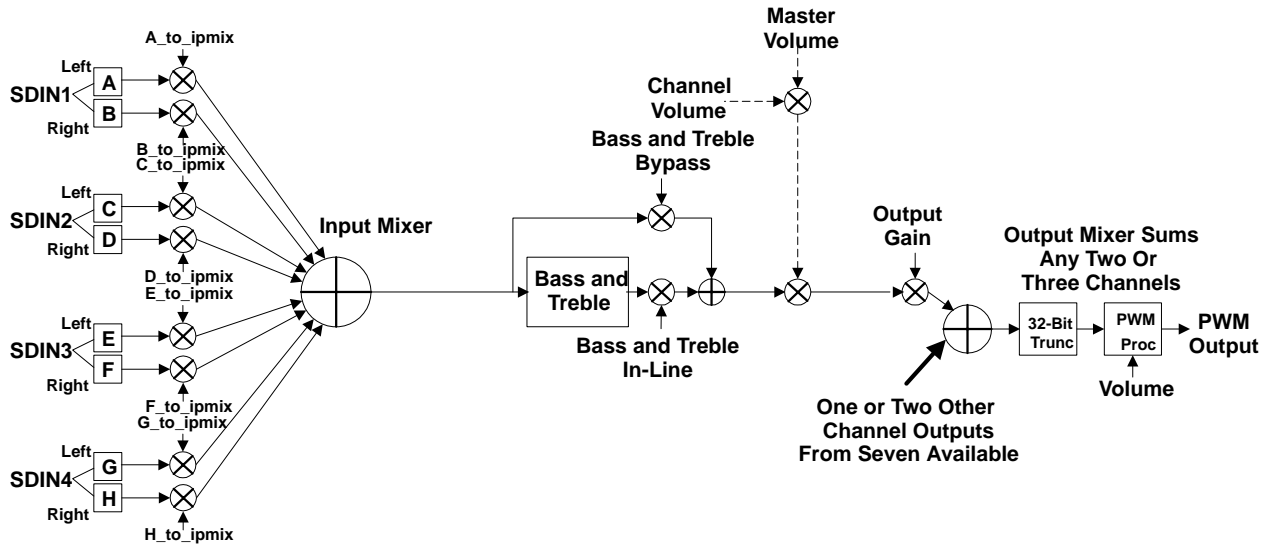 A_to_ipmix
Left
A
SDIN1
B
Right
B_to_ipmix
C_to_ipmix
Left
C
SDIN2
D
Right
D_to_ipmix
E_to_ipmix
Left
E
SDIN3
F
Right
F_to_ipmix
G_to_ipmix
Left
G
SDIN4
H
Right
H_to_ipmix
Input Mixer
Master
Volume
Channel
Volume
Bass and Treble
Bypass
Bass and
Treble
Bass and Treble
In-Line
Output
Gain
Output Mixer Sums
Any Two Or
Three Channels
32-Bit
Trunc
PWM
Proc
PWM
Output
Volume
One or Two Other
Channel Outputs
From Seven Available